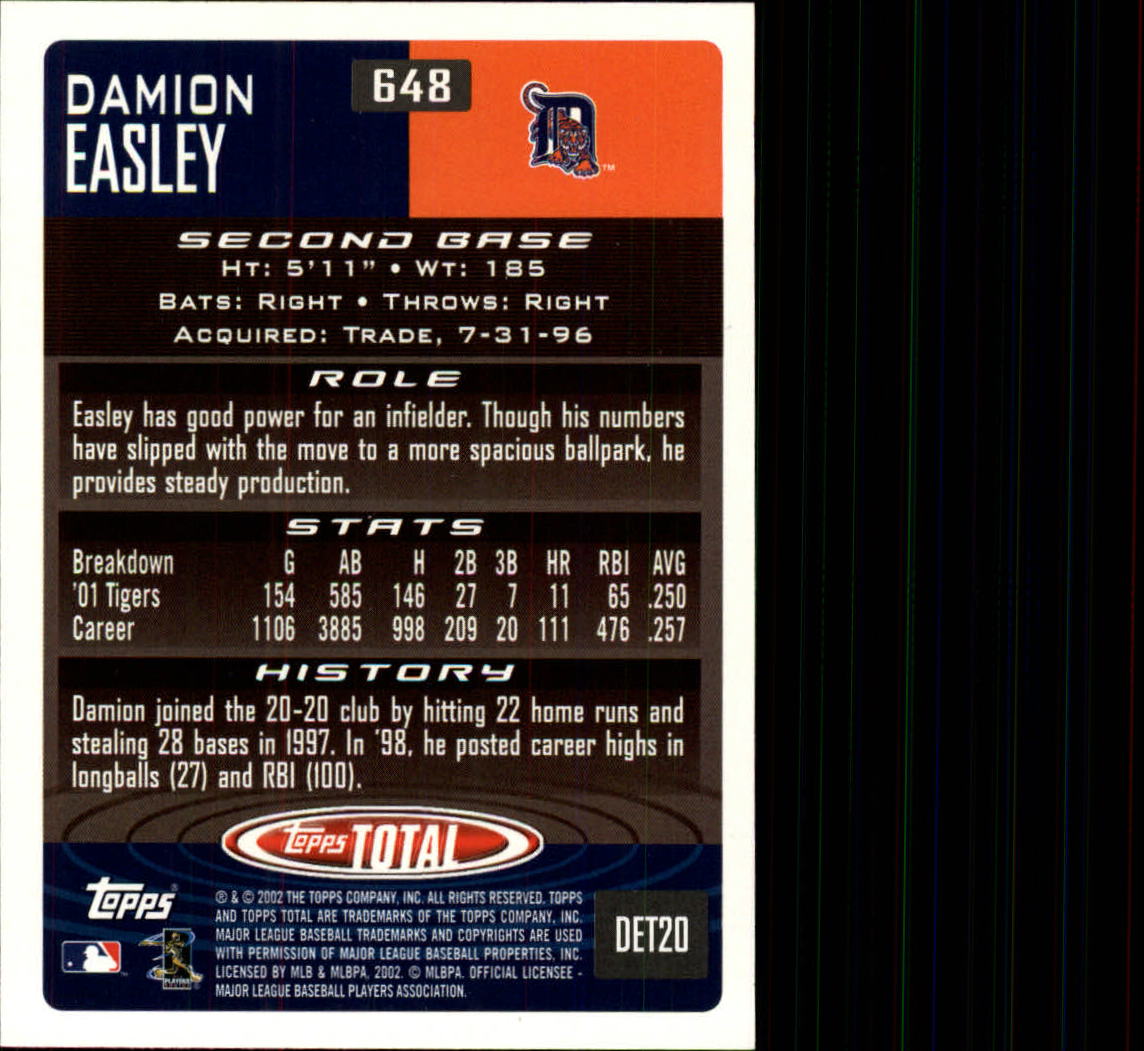 DAMION
EASLEY
648
TM
SECOND BASE
HT: 5'11" • WT: 185
BATS: RIGHT • THROWS: RIGHT
ACQUIRED: TRADE, 7-31-96
ROLE
Easley has good power for an infielder. Though his numbers
have slipped with the move to a more spacious ballpark, he
provides steady production.
STATS
Breakdown G AB H 2B 3B HR RBI AVG
'01 Tigers 154 585 146 27 7 11 65 .250
Career 1106 3885 998 209 20 111 476 .257
HISTORY
Damion joined the 20-20 club by hitting 22 home runs and
stealing 28 bases in 1997. In '98, he posted career highs in
longballs (27) and RBI (100).
Topps TOTAL
Topps®
® & © 2002 THE TOPPS COMPANY, INC. ALL RIGHTS RESERVED. TOPPS
AND TOPPS TOTAL ARE TRADEMARKS OF THE TOPPS COMPANY, INC.
MAJOR LEAGUE BASEBALL TRADEMARKS AND COPYRIGHTS ARE USED
WITH PERMISSION OF MAJOR LEAGUE BASEBALL PROPERTIES, INC.
LICENSED BY MLB & MLBPA, 2002. © MLBPA. OFFICIAL LICENSEE -
MAJOR LEAGUE BASEBALL PLAYERS ASSOCIATION.
DET20
PLAYERS